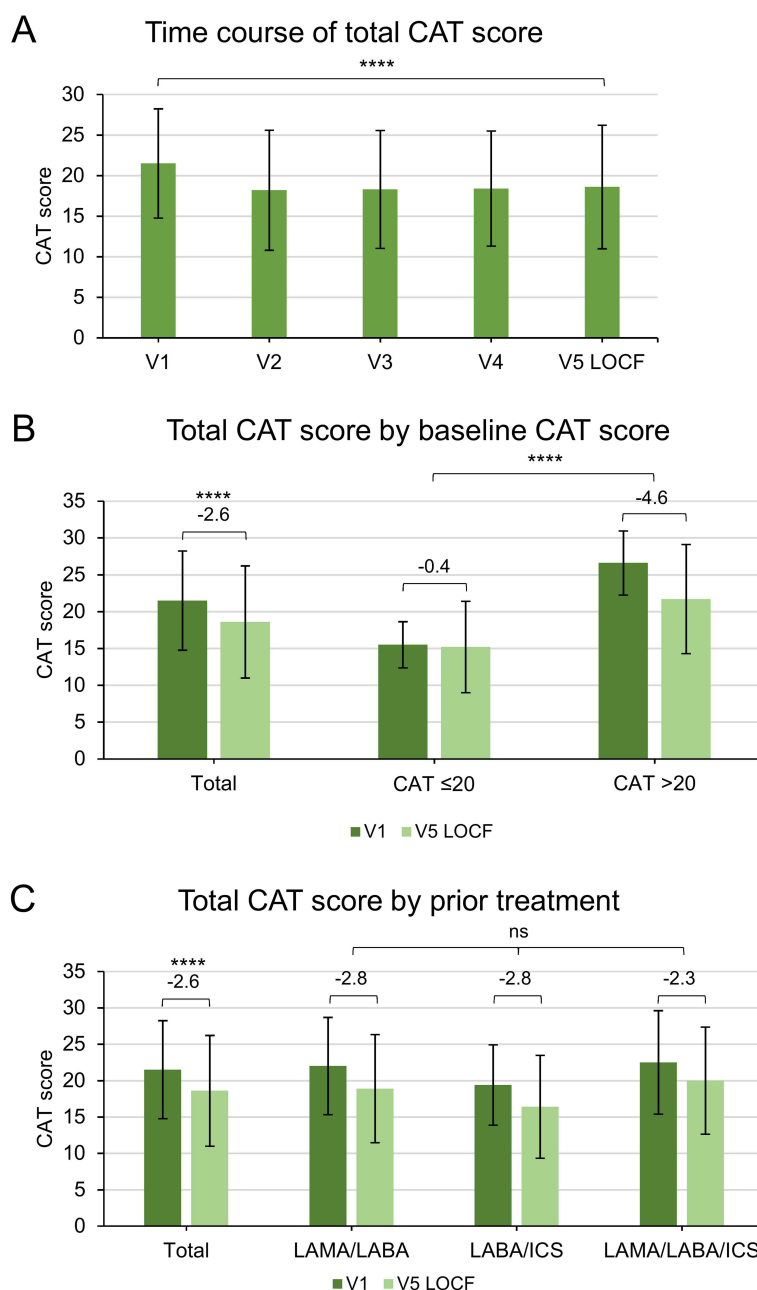 A
Time course of total CAT score
****
30
25
20
15
10
5
0
CAT score
V1 V2 V3 V4 V5 LOCF
B
Total CAT score by baseline CAT score
****
35
30
25
20
15
10
5
0
CAT score
****
-2.6
-0.4
-4.6
Total CAT ≤20 CAT >20
V1 V5 LOCF
C
Total CAT score by prior treatment
ns
35
30
25
20
15
10
5
0
CAT score
****
-2.6 -2.8 -2.8 -2.3
Total LAMA/LABA LABA/ICS LAMA/LABA/ICS
V1 V5 LOCF